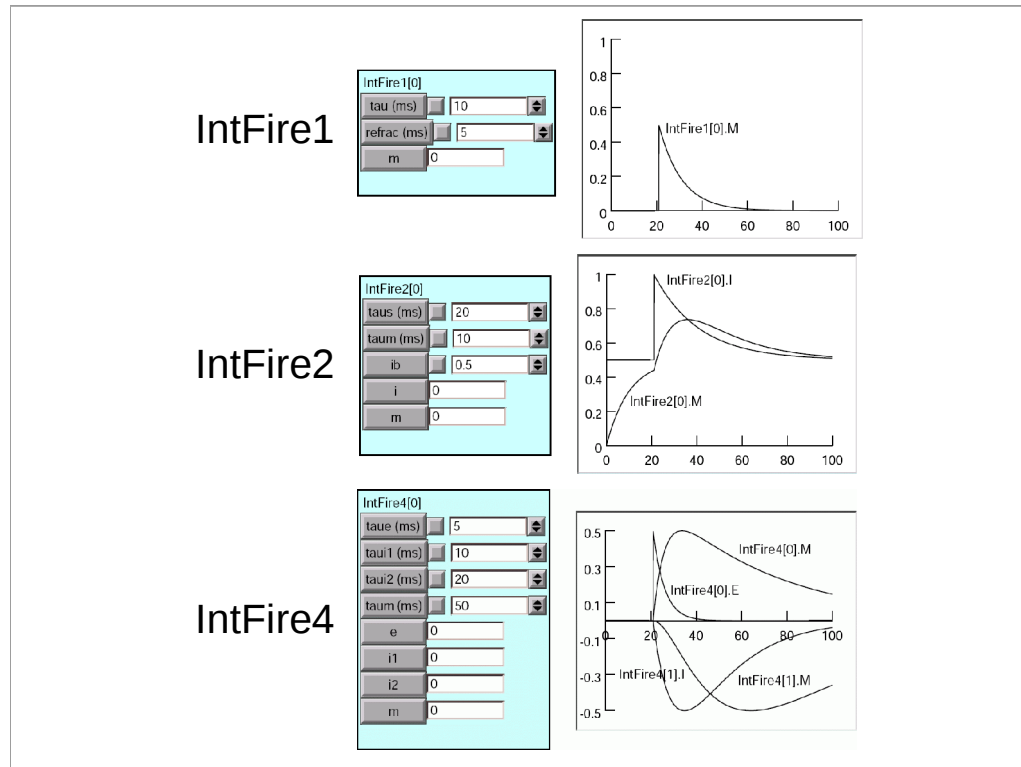 IntFire1
IntFire1[0]
tau (ms) 10
refrac (ms) 5
m 0
1
0.8
0.6
0.4
0.2
0
IntFire1[0].M
0 20 40 60 80 100
IntFire2
IntFire2[0]
taus (ms) 20
taum (ms) 10
ib 0.5
i 0
m 0
1
0.8
0.6
0.4
0.2
0
IntFire2[0].I
IntFire2[0].M
0 20 40 60 80 100
IntFire4
IntFire4[0]
taue (ms) 5
taui1 (ms) 10
taui2 (ms) 20
taum (ms) 50
e 0
i1 0
i2 0
m 0
0.5
0.3
0.1
-0.1
-0.3
-0.5
IntFire4[0].M
IntFire4[0].E
0 20 40 60 80 100
IntFire4[1].I
IntFire4[1].M